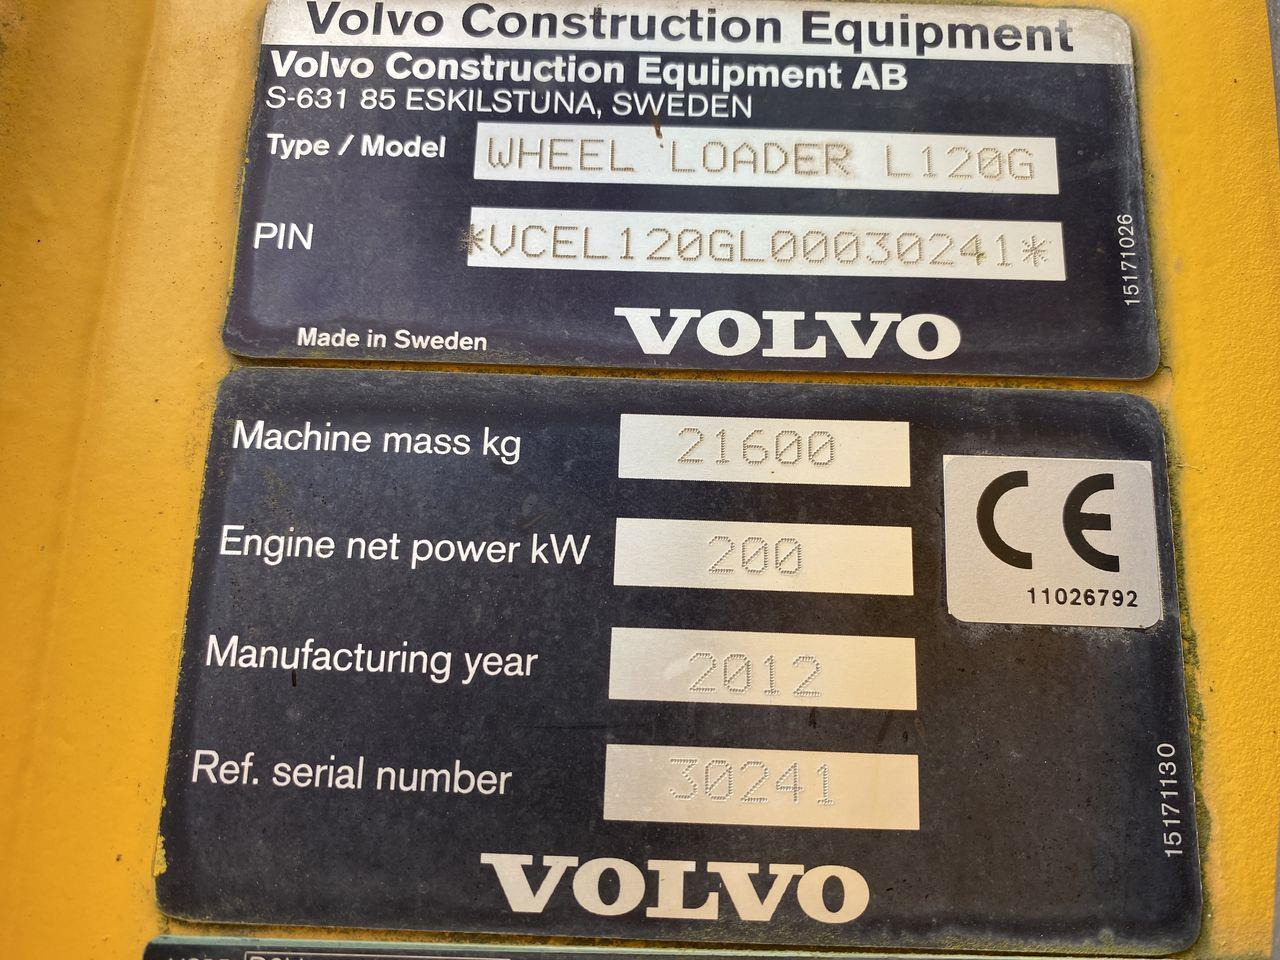 Volvo Construction Equipment
Volvo Construction Equipment AB
S-631 85 ESKILSTUNA, SWEDEN
Type / Model WHEEL LOADER L120G
PIN *VCEL120GL00030241*
15171026
Made in Sweden VOLVO
Machine mass kg 21600
CE
Engine net power kW 200
11026792
Manufacturing year 2012
Ref. serial number 30241
15171130
VOLVO